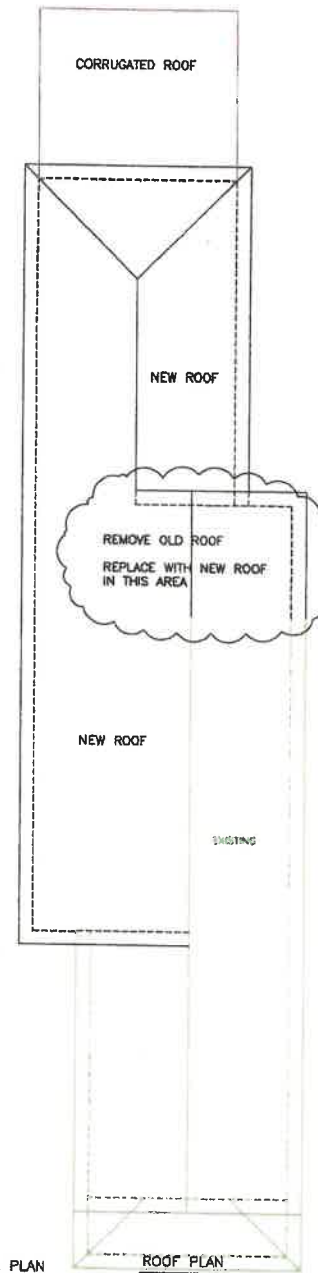 CORRUGATED ROOF
NEW ROOF
REMOVE OLD ROOF
REPLACE WITH NEW ROOF
IN THIS AREA
NEW ROOF
EXISTING
PLAN
ROOF PLAN